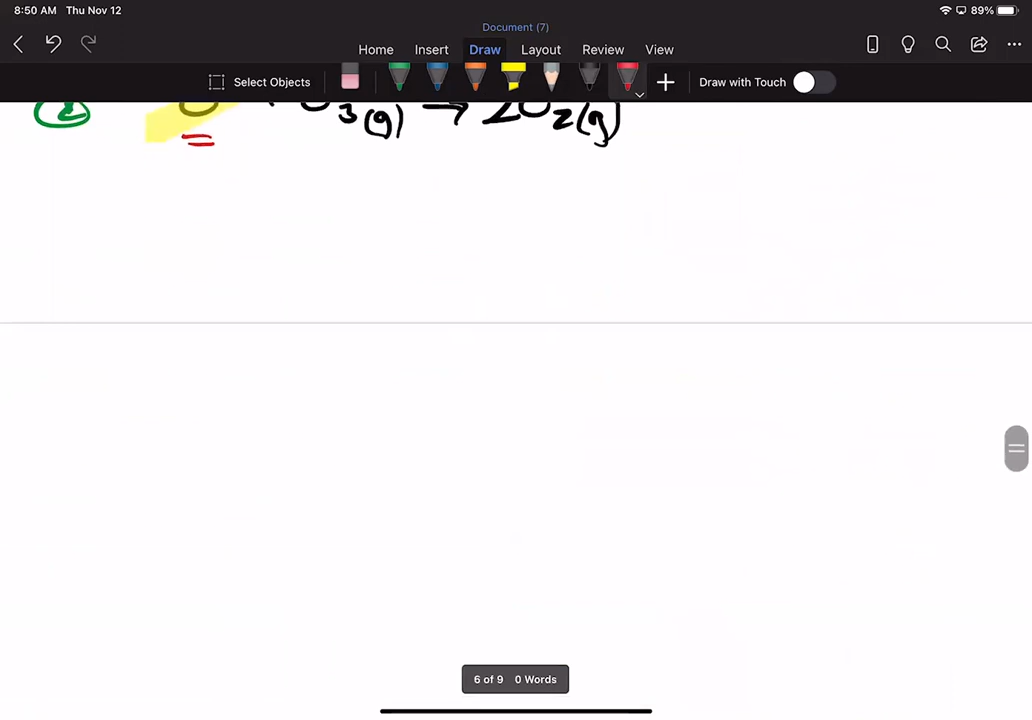 8:50 AM Thu Nov 12 89%
Document (7)
Home Insert Draw Layout Review View
Select Objects Draw with Touch
2 O + O3(g) → 2O2(g)
6 of 9 0 Words